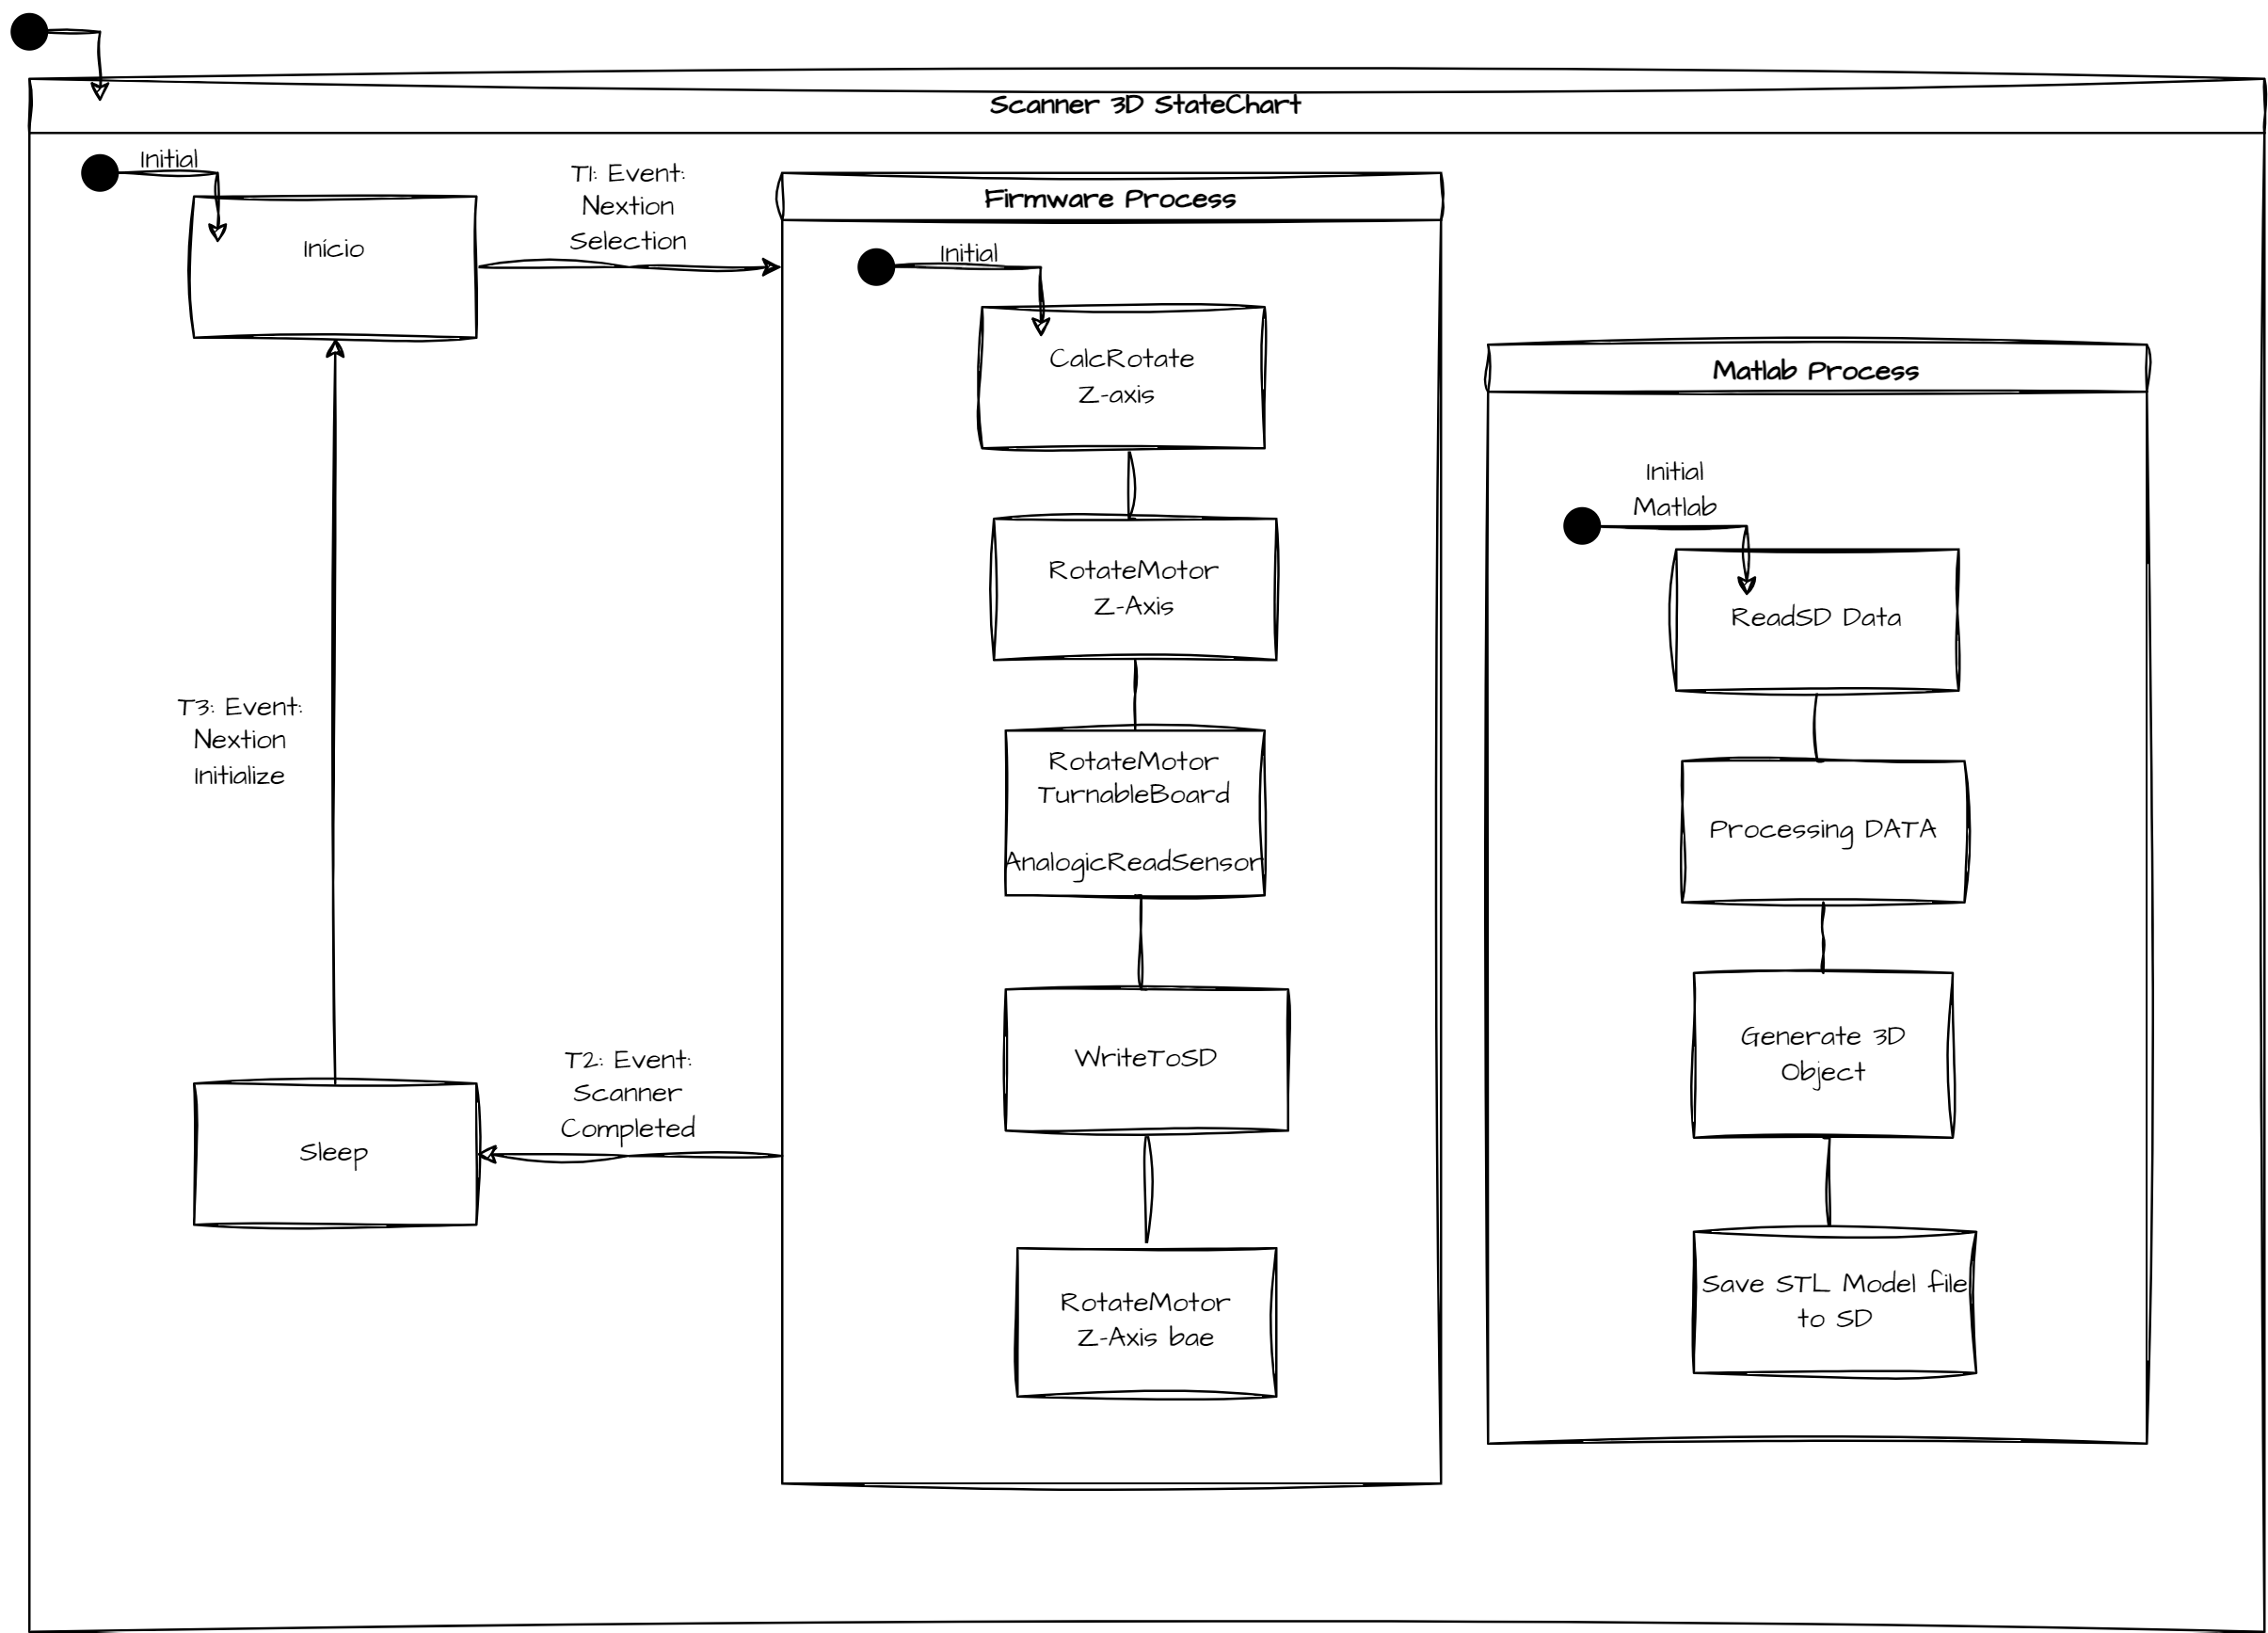 Scanner 3D StateChart
Initial
Início
T1: Event:
Nextion
Selection
Firmware Process
Initial
CalcRotate
Z-axis
RotateMotor
Z-Axis
RotateMotor
TurnableBoard
AnalogicReadSensor
WriteToSD
RotateMotor
Z-Axis bae
Matlab Process
Initial
Matlab
ReadSD Data
Processing DATA
Generate 3D
Object
Save STL Model file
to SD
T3: Event:
Nextion
Initialize
T2: Event:
Scanner
Completed
Sleep